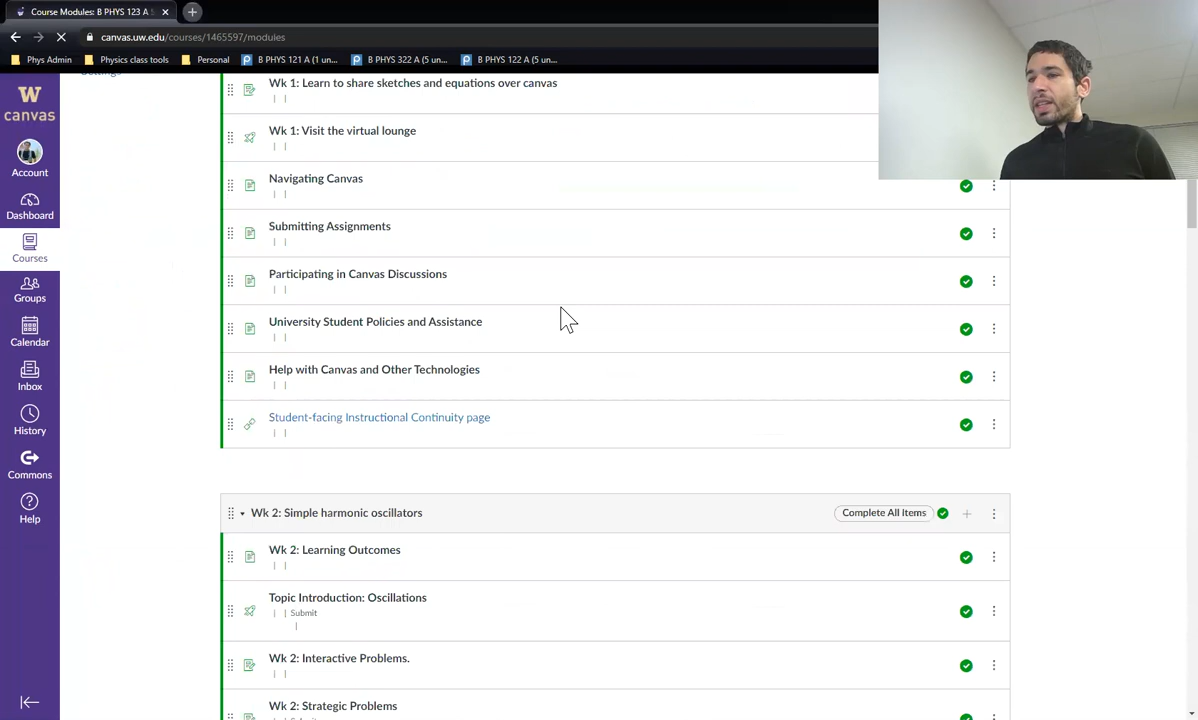 Course Modules: B PHYS 123 A
canvas.uw.edu/courses/1465597/modules
Phys Admin
Physics class tools
Personal
B PHYS 121 A (1 un...
B PHYS 322 A (5 un...
B PHYS 122 A (5 un...
W
canvas
Account
Dashboard
Courses
Groups
Calendar
Inbox
History
Commons
Help
Settings
Wk 1: Learn to share sketches and equations over canvas
Wk 1: Visit the virtual lounge
Navigating Canvas
Submitting Assignments
Participating in Canvas Discussions
University Student Policies and Assistance
Help with Canvas and Other Technologies
Student-facing Instructional Continuity page
Wk 2: Simple harmonic oscillators
Complete All Items
Wk 2: Learning Outcomes
Topic Introduction: Oscillations
Submit
Wk 2: Interactive Problems.
Wk 2: Strategic Problems